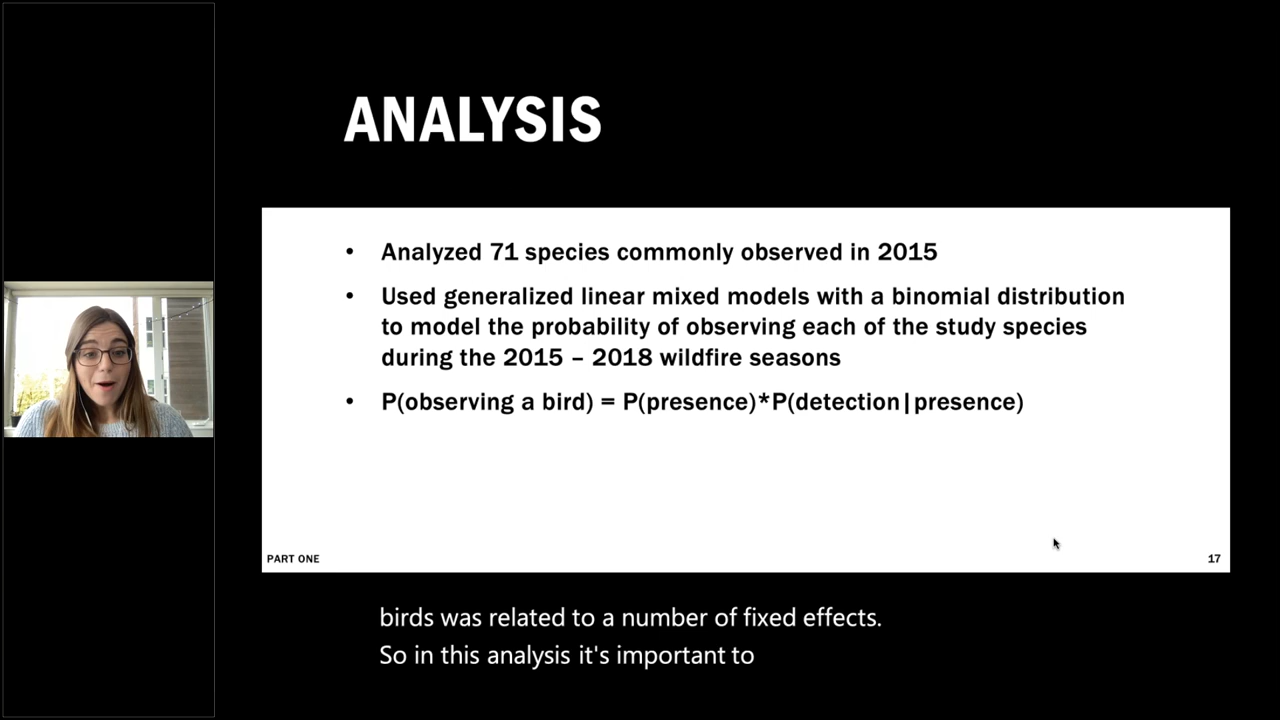 ANALYSIS
• Analyzed 71 species commonly observed in 2015
• Used generalized linear mixed models with a binomial distribution
to model the probability of observing each of the study species
during the 2015 – 2018 wildfire seasons
• P(observing a bird) = P(presence)*P(detection|presence)
PART ONE
17
birds was related to a number of fixed effects.
So in this analysis it's important to